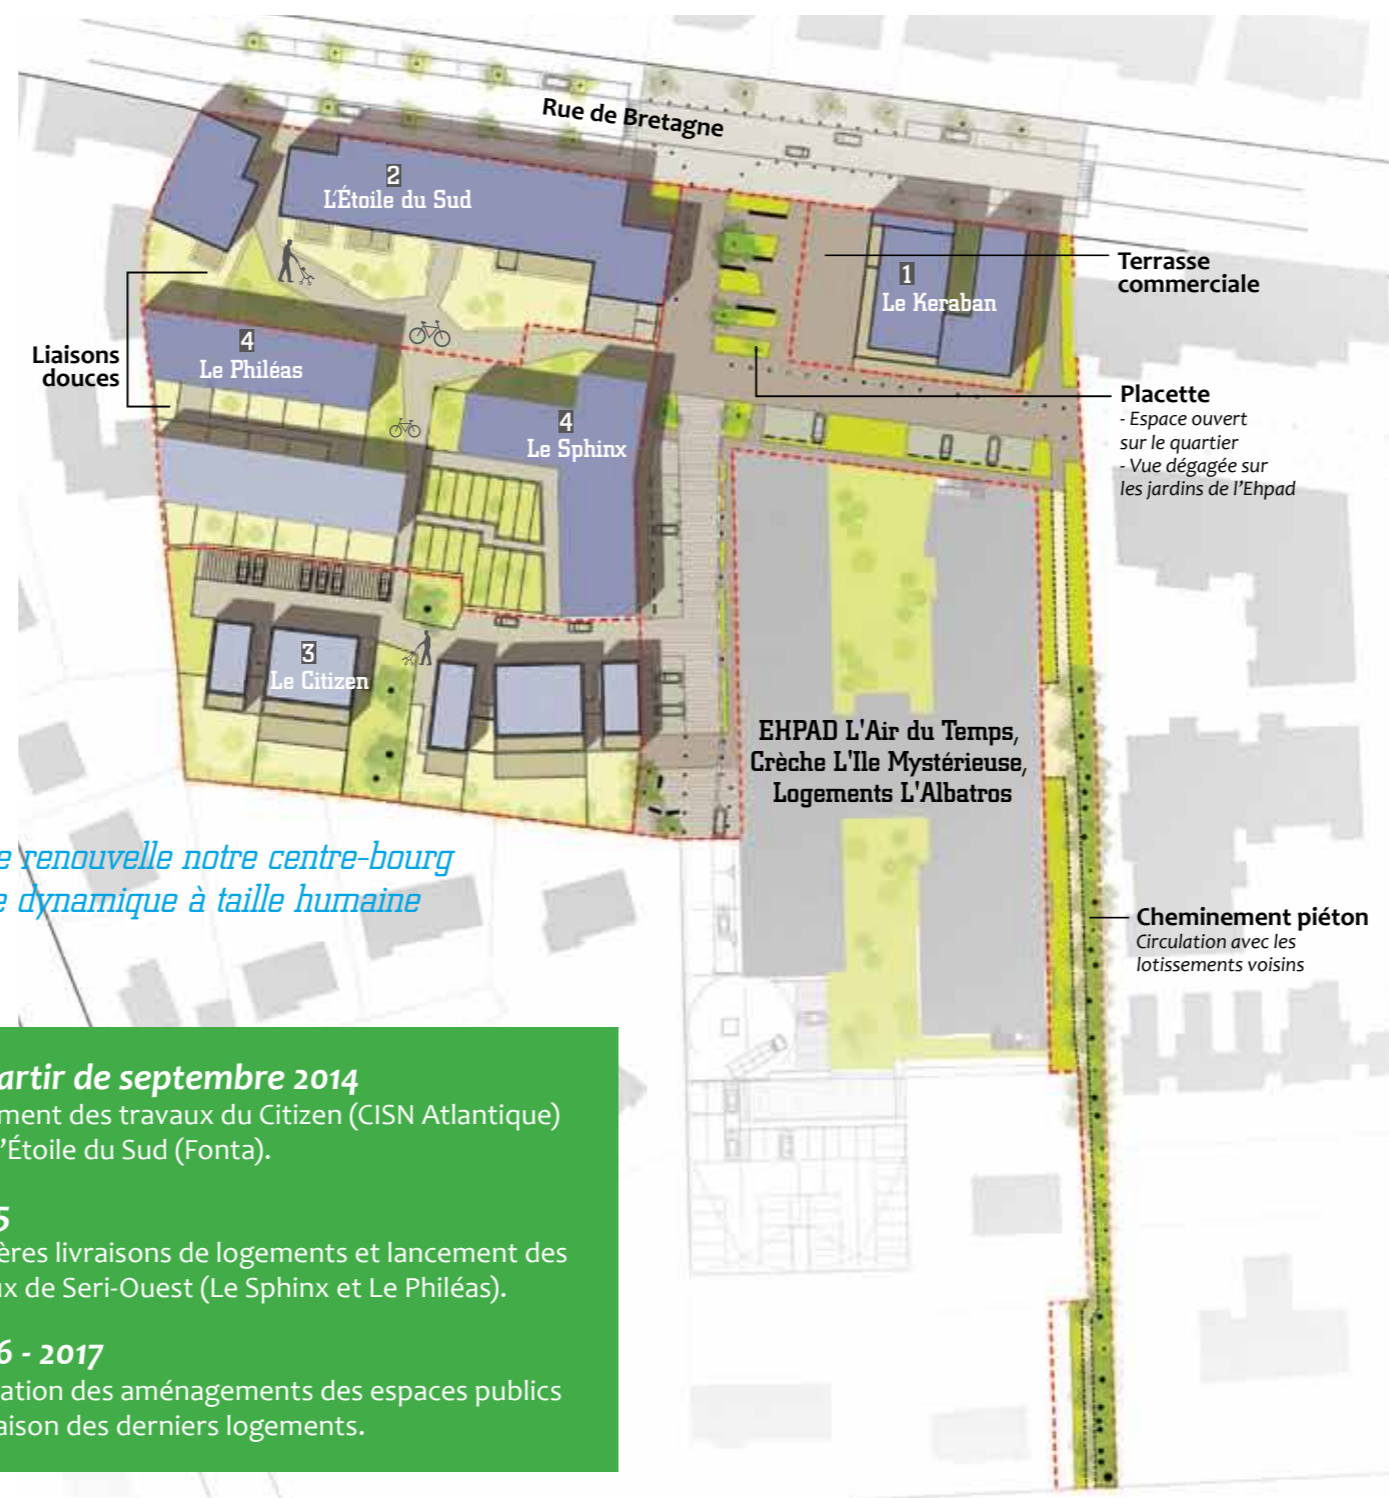 Rue de Bretagne
2
L'Étoile du Sud
1
Le Keraban
Terrasse
commerciale
Liaisons
douces
4
Le Philéas
4
Le Sphinx
Placette
- Espace ouvert
sur le quartier
- Vue dégagée sur
les jardins de l'Ehpad
3
Le Citizen
EHPAD L'Air du Temps,
Crèche L'Ile Mystérieuse,
Logements L'Albatros
e renouvelle notre centre-bourg
e dynamique à taille humaine
Cheminement piéton
Circulation avec les
lotissements voisins
artir de septembre 2014
ment des travaux du Citizen (CISN Atlantique)
'Étoile du Sud (Fonta).
5
ères livraisons de logements et lancement des
ux de Seri-Ouest (Le Sphinx et Le Philéas).
6 - 2017
ation des aménagements des espaces publics
aison des derniers logements.